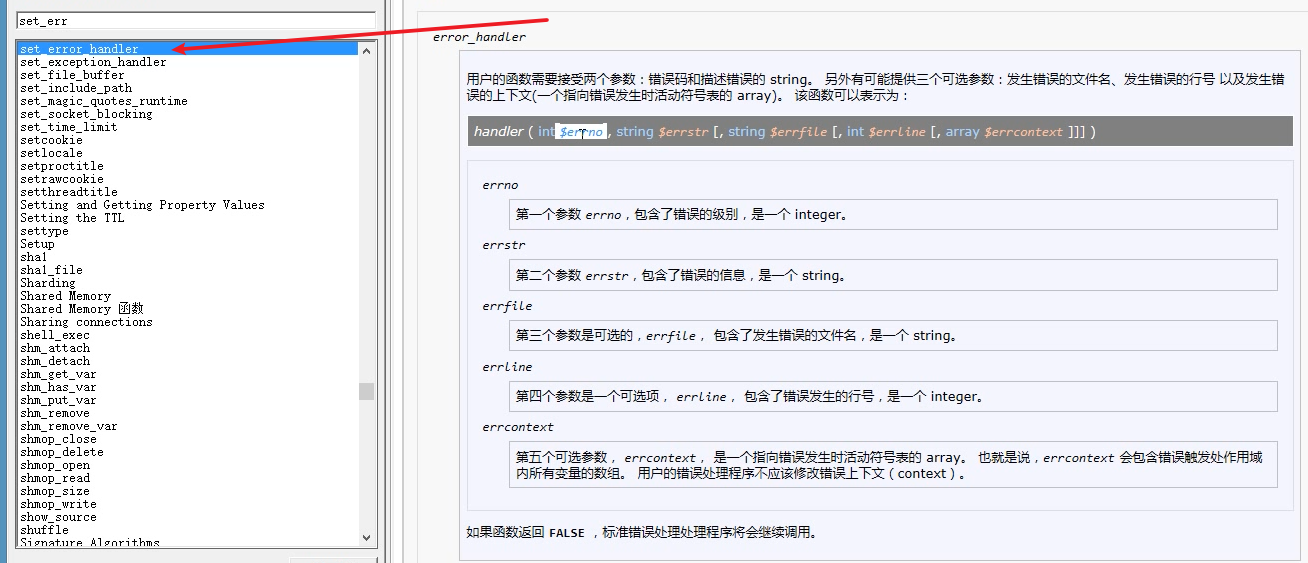 set_err
set_error_handler
set_exception_handler
set_file_buffer
set_include_path
set_magic_quotes_runtime
set_socket_blocking
set_time_limit
setcookie
setlocale
setproctitle
setrawcookie
setthreadtitle
Setting and Getting Property Values
Setting the TTL
settype
Setup
sha1
sha1_file
Sharding
Shared Memory
Shared Memory 函数
Sharing connections
shell_exec
shm_attach
shm_detach
shm_get_var
shm_has_var
shm_put_var
shm_remove
shm_remove_var
shmop_close
shmop_delete
shmop_open
shmop_read
shmop_size
shmop_write
show_source
shuffle
Signature Algorithms
error_handler
用户的函数需要接受两个参数：错误码和描述错误的 string。 另外有可能提供三个可选参数：发生错误的文件名、发生错误的行号 以及发生错
误的上下文(一个指向错误发生时活动符号表的 array)。 该函数可以表示为：
handler ( int $errno , string $errstr [, string $errfile [, int $errline [, array $errcontext ]]] )
errno
第一个参数 errno，包含了错误的级别，是一个 integer。
errstr
第二个参数 errstr，包含了错误的信息，是一个 string。
errfile
第三个参数是可选的，errfile， 包含了发生错误的文件名，是一个 string。
errline
第四个参数是一个可选项， errline， 包含了错误发生的行号，是一个 integer。
errcontext
第五个可选参数， errcontext， 是一个指向错误发生时活动符号表的 array。 也就是说，errcontext 会包含错误触发处作用域
内所有变量的数组。 用户的错误处理程序不应该修改错误上下文（context）。
如果函数返回 FALSE ，标准错误处理处理程序将会继续调用。